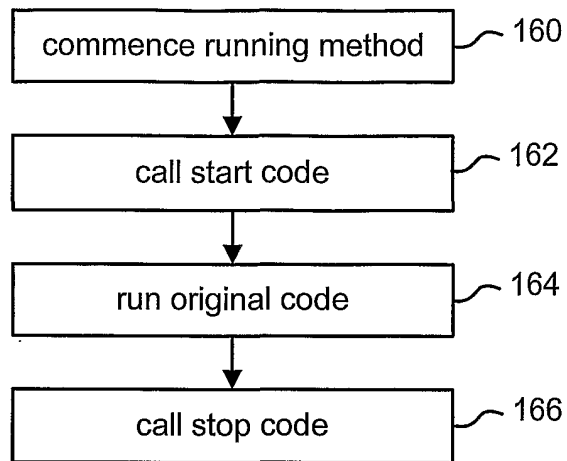 commence running method 160
call start code 162
run original code 164
call stop code 166